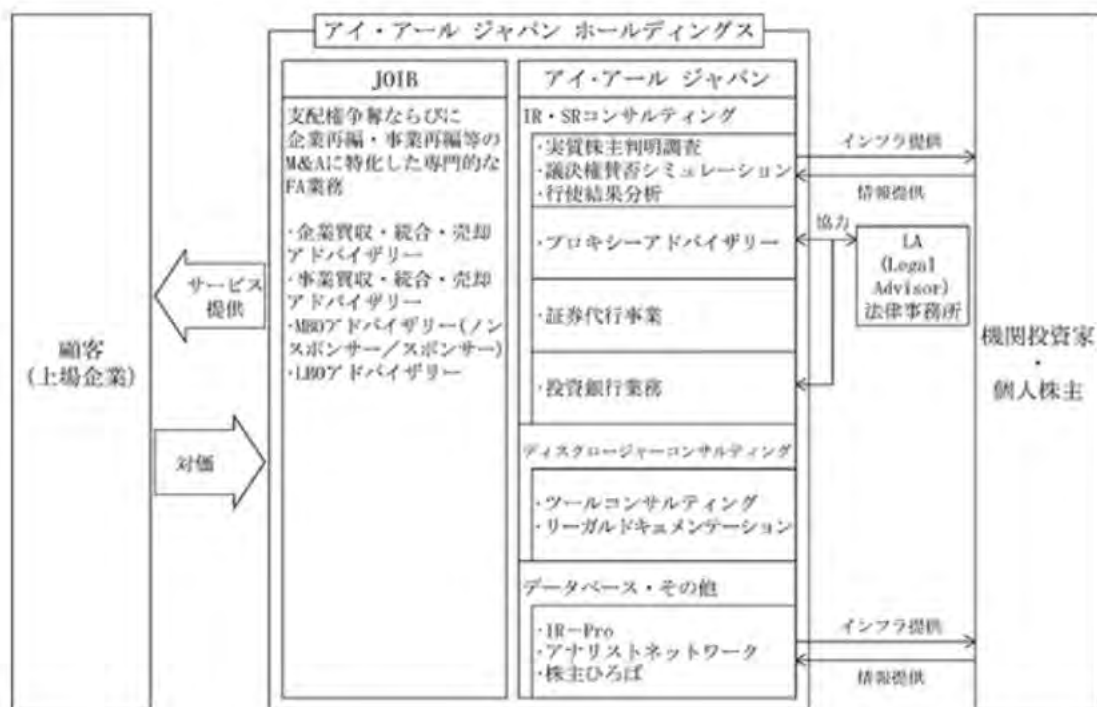 アイ・アール ジャパン ホールディングス
顧客
(上場企業)
サービス
提供
対価
JOIB
支配権争奪ならびに
企業再編・事業再編等の
M&Aに特化した専門的な
FA業務
・企業買収・統合・売却
アドバイザリー
・事業買収・統合・売却
アドバイザリー
・MBOアドバイザリー(ノン
スポンサー／スポンサー)
・LBOアドバイザリー
アイ・アール ジャパン
IR・SRコンサルティング
・実質株主判明調査
・議決権賛否シミュレーション
・行使結果分析
・プロキシーアドバイザリー
・証券代行事業
・投資銀行業務
ディスクロージャーコンサルティング
・ツールコンサルティング
・リーガルドキュメンテーション
データベース・その他
・IR－Pro
・アナリストネットワーク
・株主ひろば
インフラ提供
情報提供
協力
LA
(Legal
Advisor)
法律事務所
インフラ提供
情報提供
機関投資家
・
個人株主